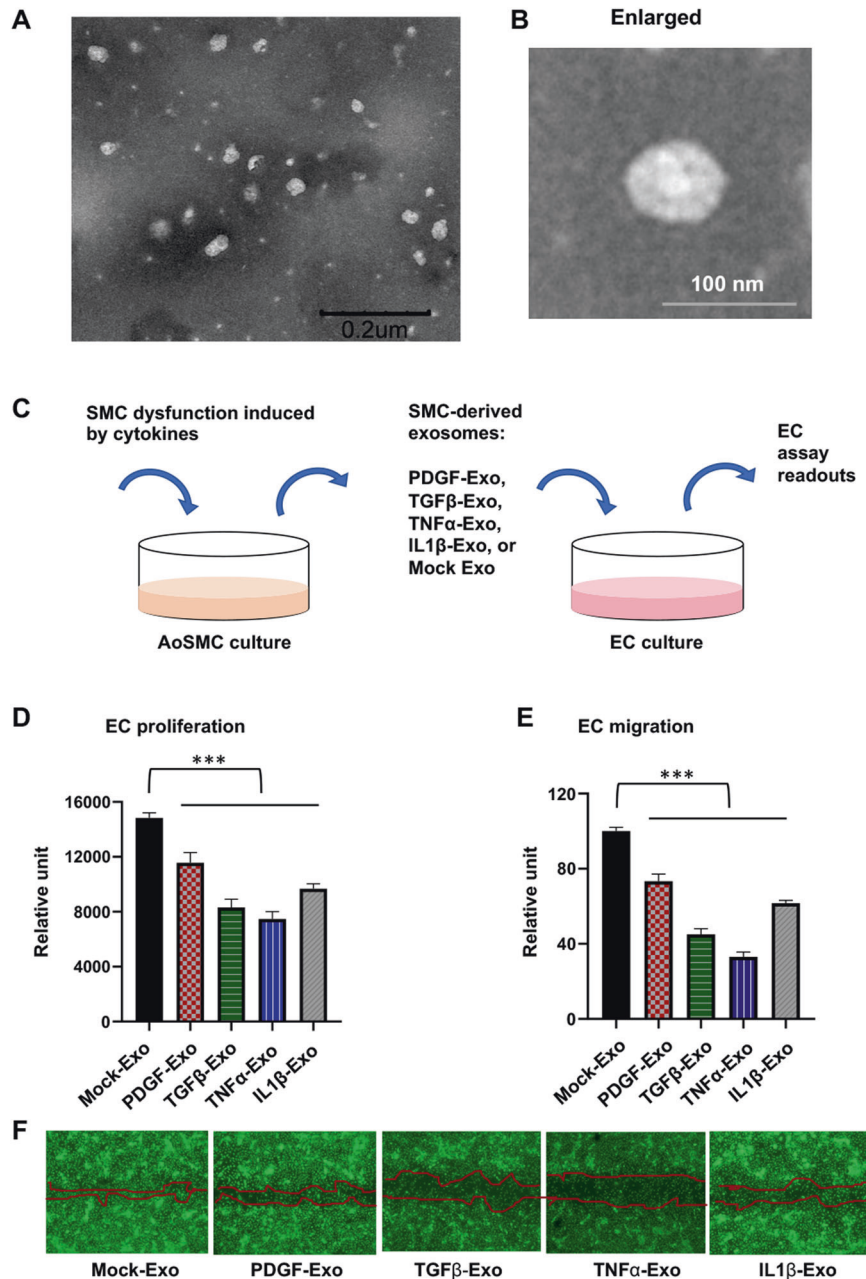 A
0.2um
B
Enlarged
100 nm
C
SMC dysfunction induced
by cytokines
AoSMC culture
SMC-derived
exosomes:
PDGF-Exo,
TGFβ-Exo,
TNFα-Exo,
IL1β-Exo, or
Mock Exo
EC culture
EC
assay
readouts
D
EC proliferation
***
Relative unit
16000
12000
8000
4000
0
Mock-Exo
PDGF-Exo
TGFβ-Exo
TNFα-Exo
IL1β-Exo
E
EC migration
***
Relative unit
120
80
40
0
Mock-Exo
PDGF-Exo
TGFβ-Exo
TNFα-Exo
IL1β-Exo
F
Mock-Exo
PDGF-Exo
TGFβ-Exo
TNFα-Exo
IL1β-Exo